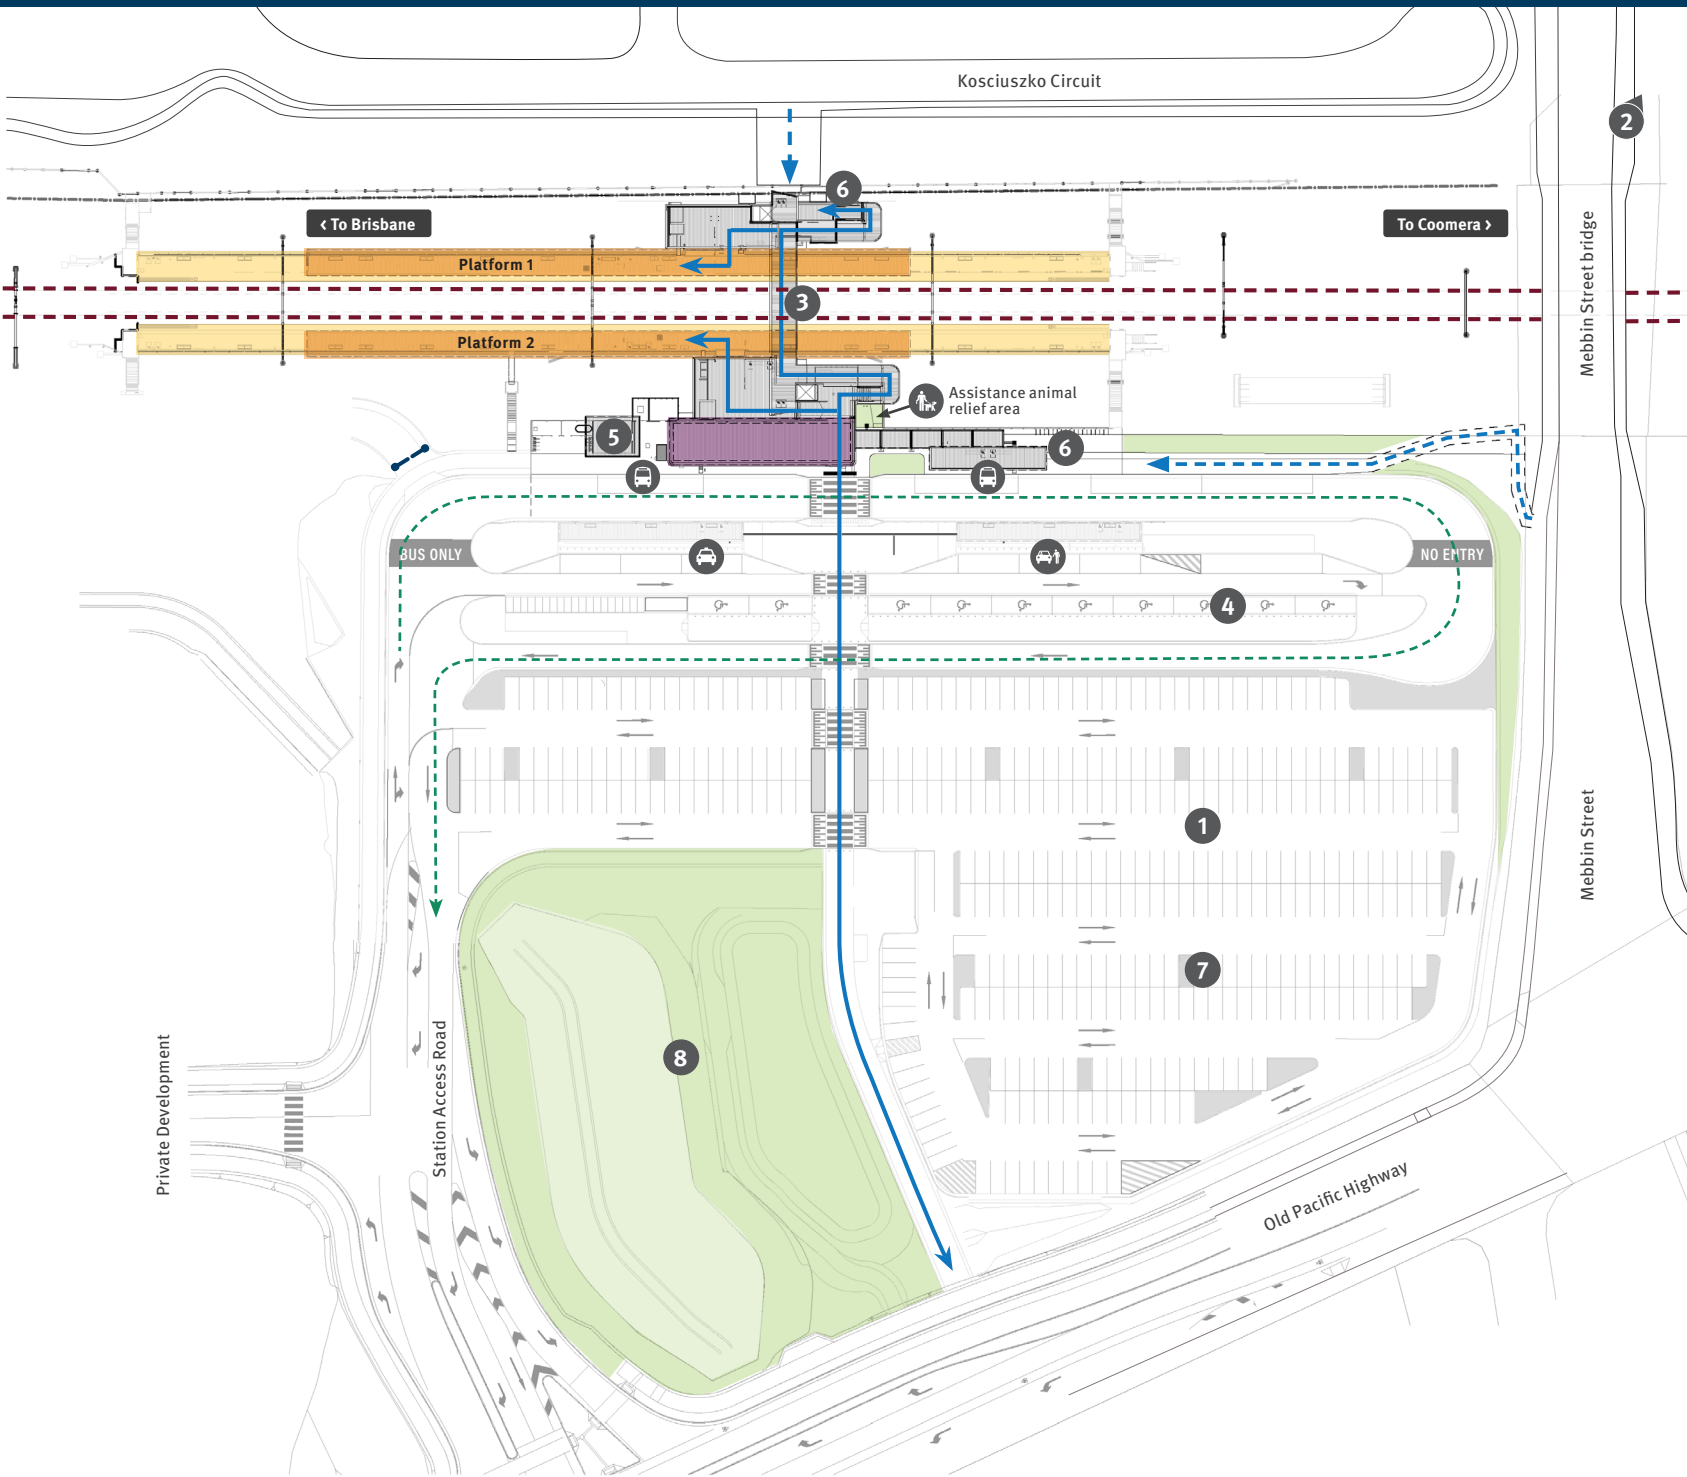 Kosciuszko Circuit
2
6
< To Brisbane
To Coomera >
Mebbin Street bridge
Platform 1
3
Platform 2
Assistance animal
relief area
5
6
BUS ONLY
NO ENTRY
4
1
Mebbin Street
7
8
Station Access Road
Private Development
Old Pacific Highway